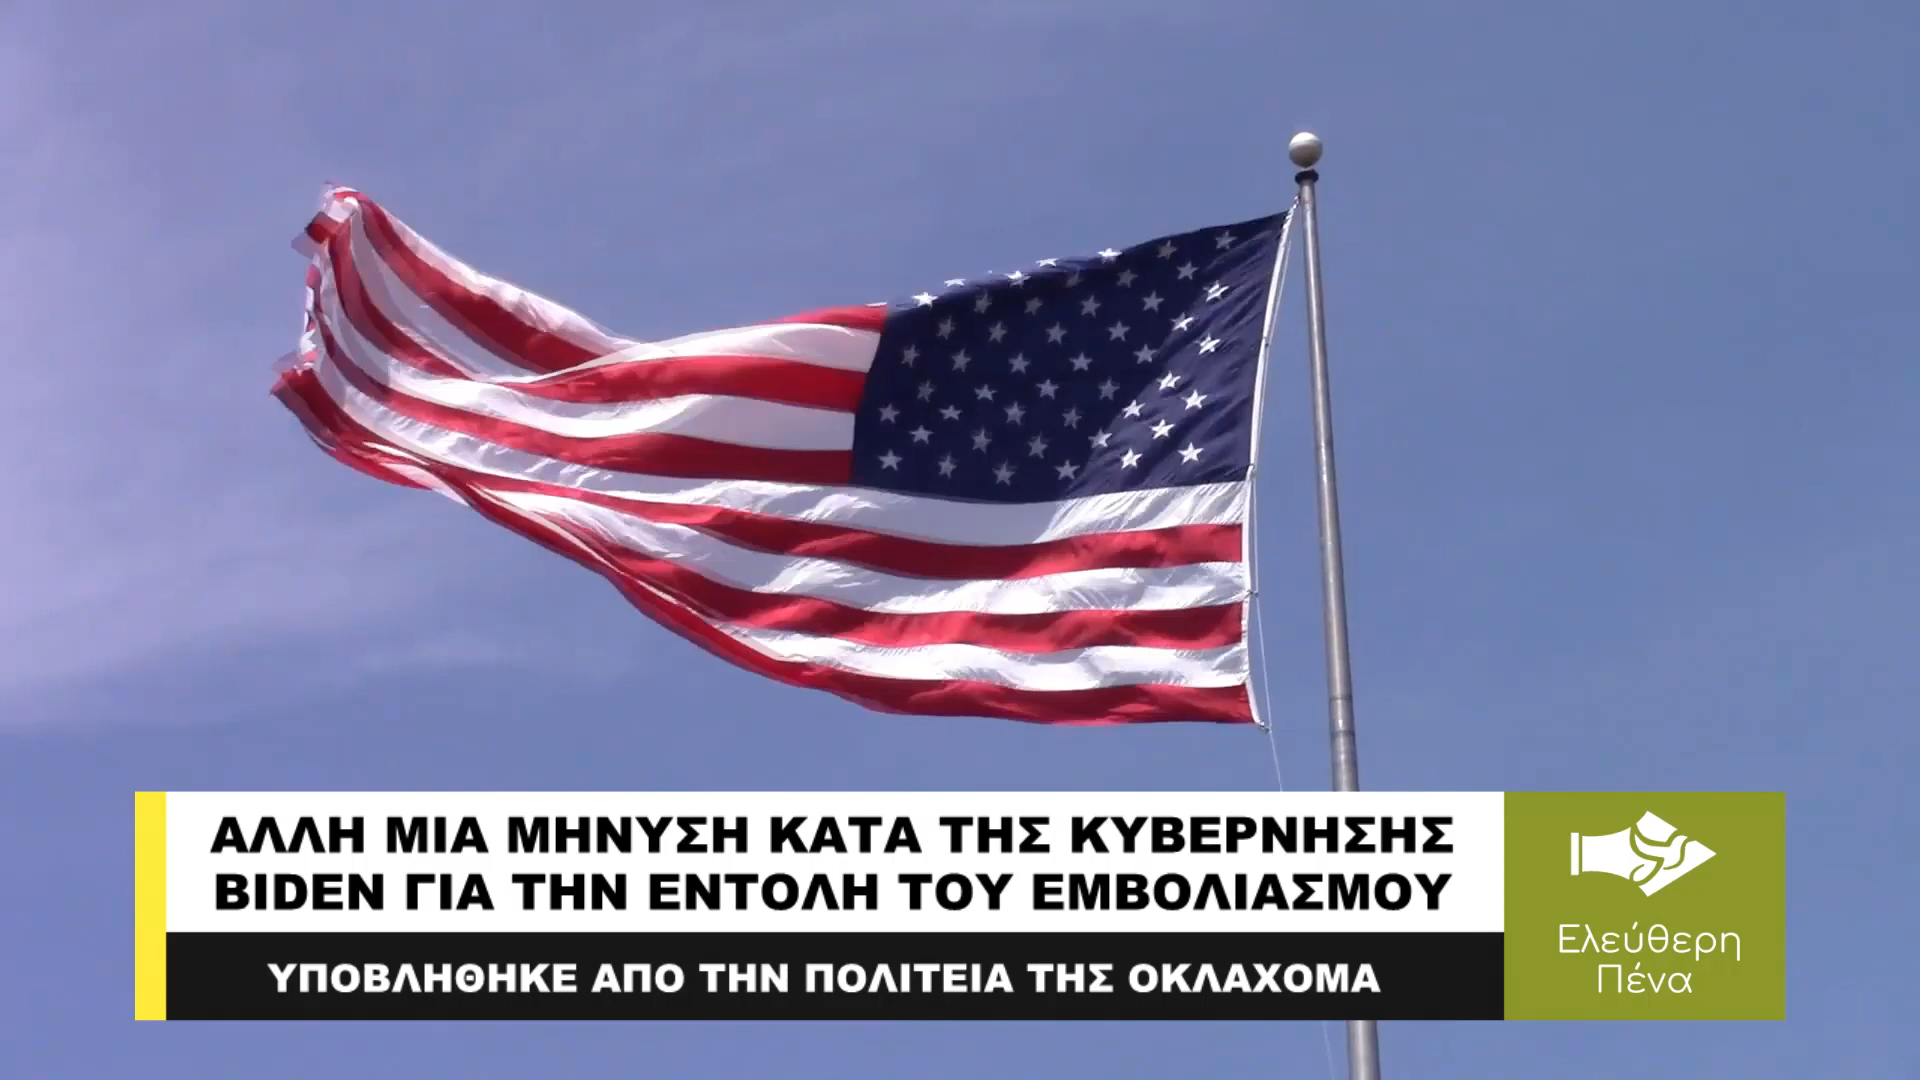 ΑΛΛΗ ΜΙΑ ΜΗΝΥΣΗ ΚΑΤΑ ΤΗΣ ΚΥΒΕΡΝΗΣΗΣ
BIDEN ΓΙΑ ΤΗΝ ΕΝΤΟΛΗ ΤΟΥ ΕΜΒΟΛΙΑΣΜΟΥ
ΥΠΟΒΛΗΘΗΚΕ ΑΠΟ ΤΗΝ ΠΟΛΙΤΕΙΑ ΤΗΣ ΟΚΛΑΧΟΜΑ
Ελεύθερη
Πένα